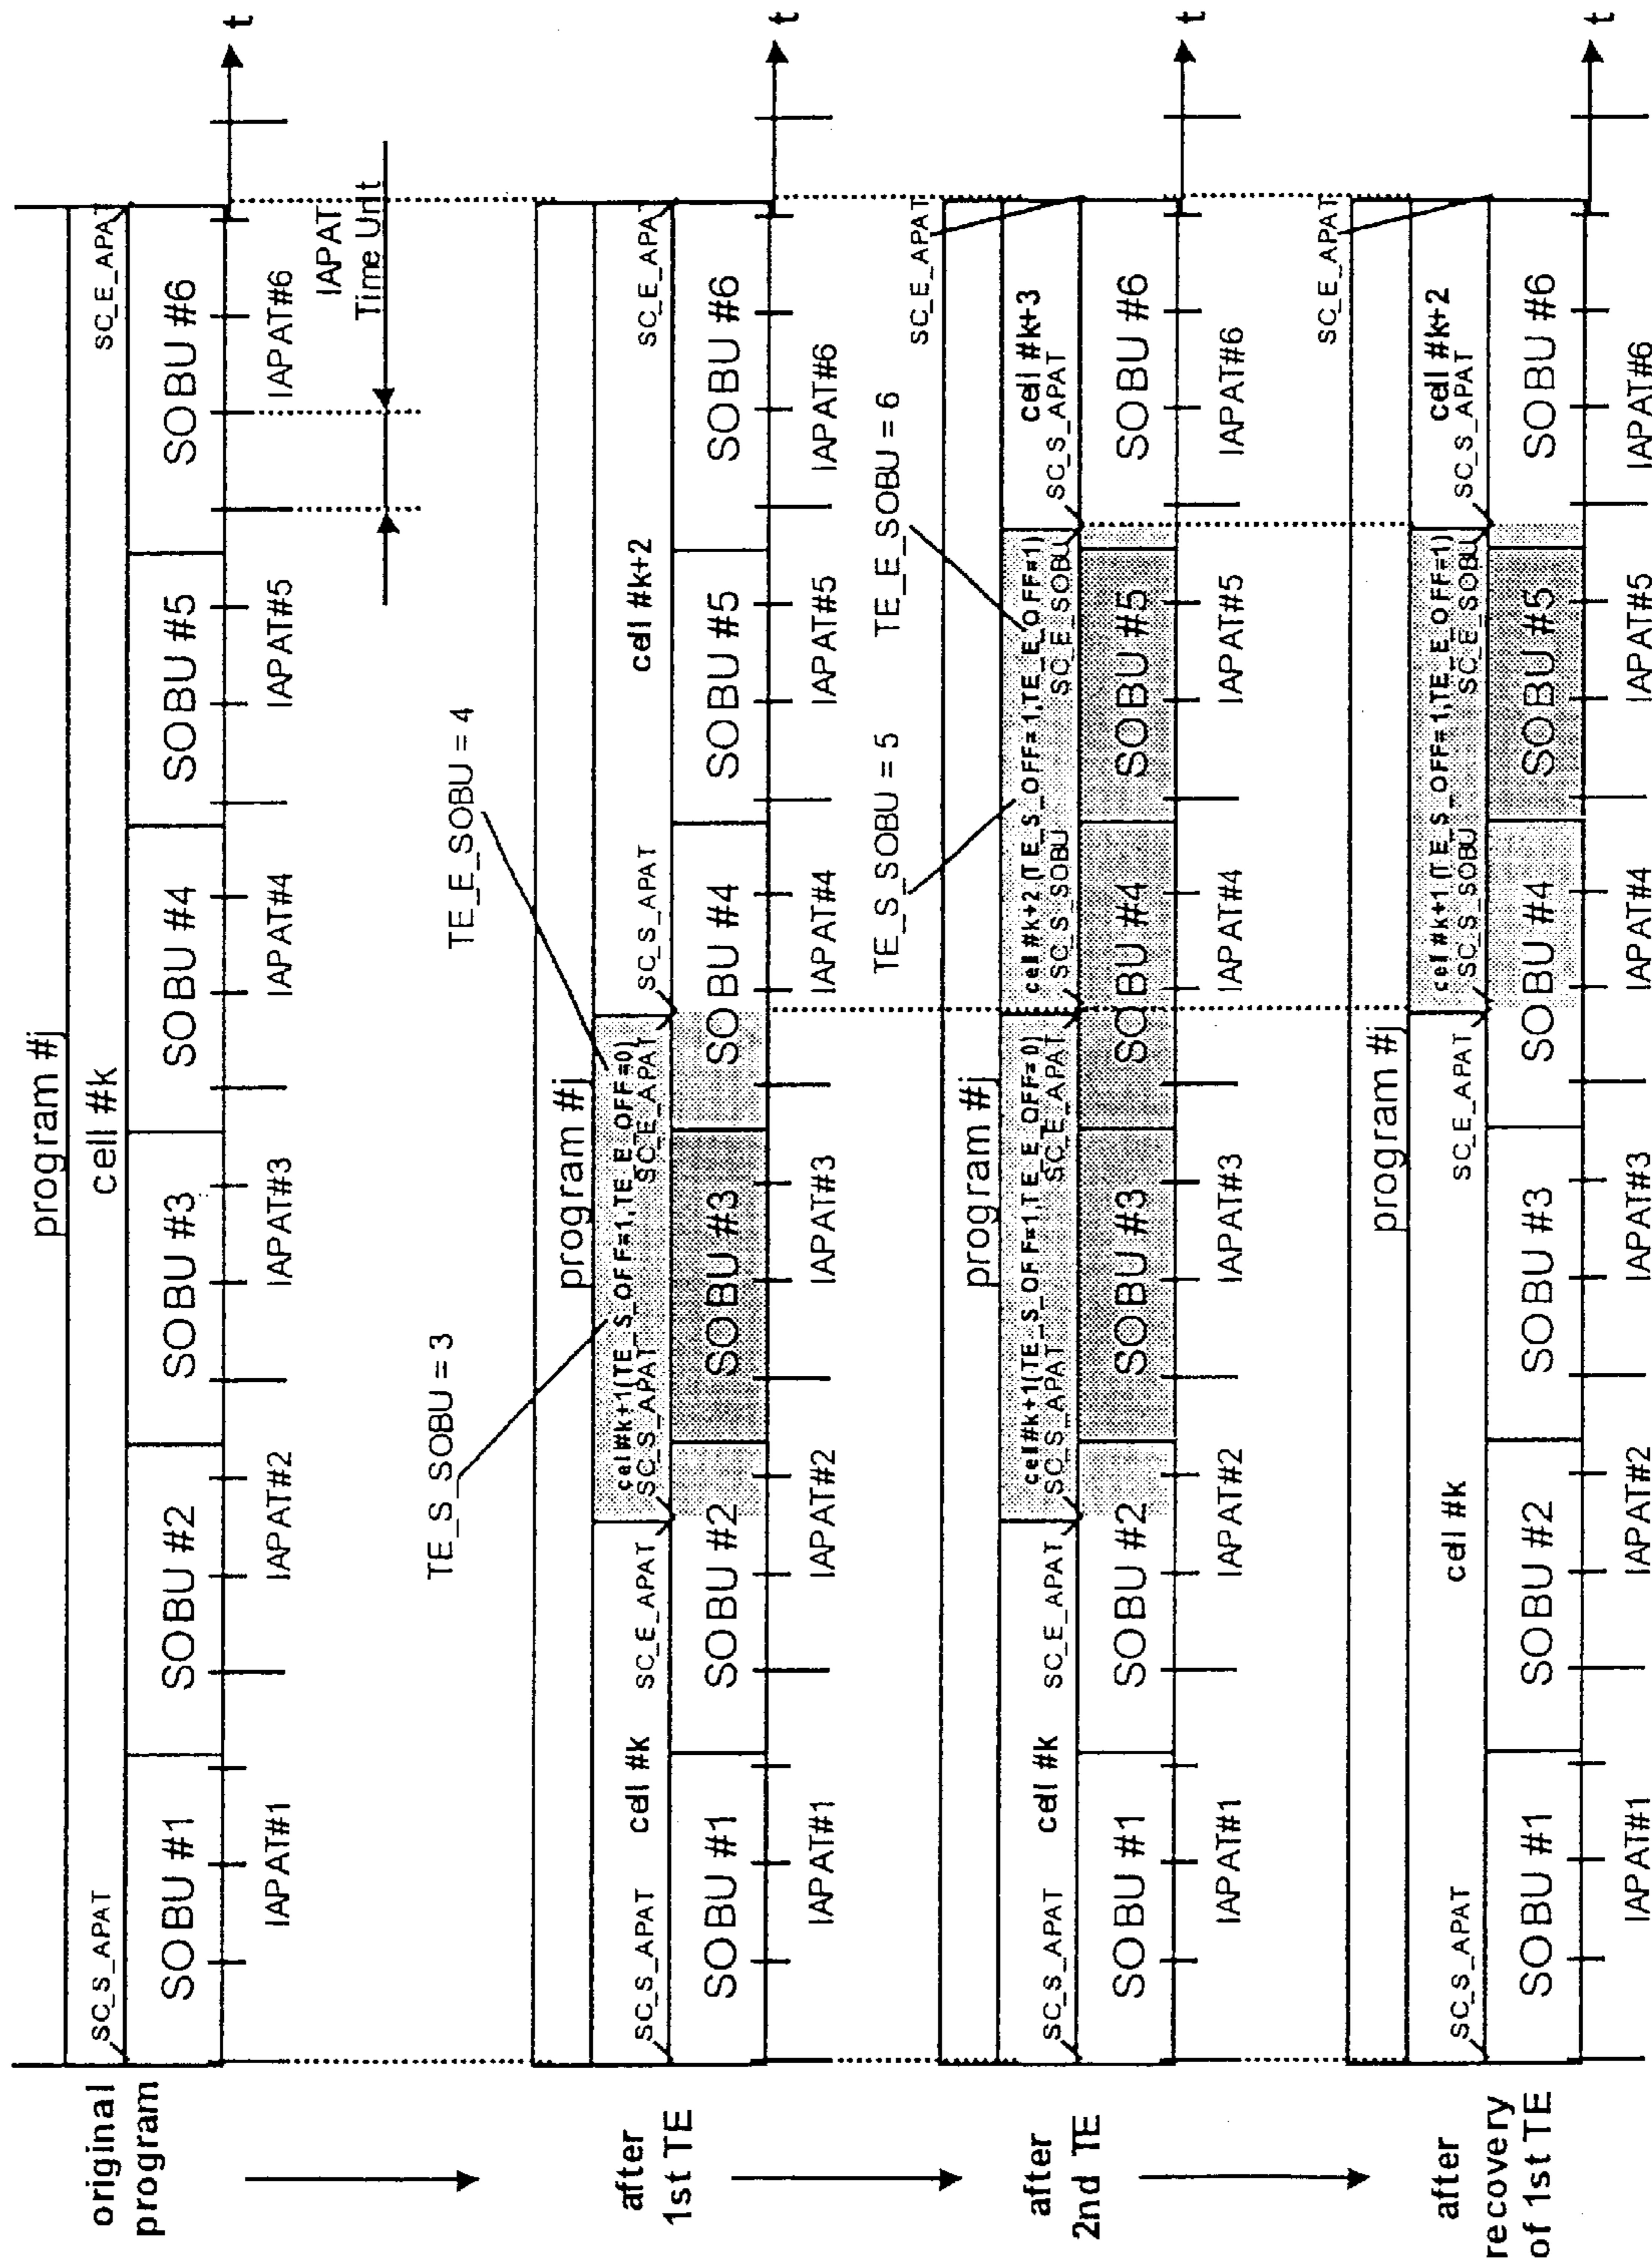 original
program
program #j
cell #k
SC_S_APAT
SC_E_APAT
SOBU #1
SOBU #2
SOBU #3
SOBU #4
SOBU #5
SOBU #6
t
IAPAT#1
IAPAT#2
IAPAT#3
IAPAT#4
IAPAT#5
IAPAT#6
IAPAT
Time Unit
TE_S_SOBU = 3
TE_E_SOBU = 4
after
1st TE
program #j
cell #k
cell#k+1(TE_S_OFF=1,TE_E_OFF=0)
cell #k+2
SC_S_APAT
SC_E_APAT
SC_S_APAT
SC_E_APAT
SC_S_APAT
SC_E_APAT
SOBU #1
SOBU #2
SOBU #3
SOBU #4
SOBU #5
SOBU #6
t
IAPAT#1
IAPAT#2
IAPAT#3
IAPAT#4
IAPAT#5
IAPAT#6
TE_S_SOBU = 5
TE_E_SOBU = 6
SC_E_APAT
after
2nd TE
program #j
cell #k
cell#k+1(TE_S_OFF=1,TE_E_OFF=0)
cell #k+2(TE_S_OFF=1,TE_E_OFF=1)
cell #k+3
SC_S_APAT
SC_E_APAT
SC_S_APAT
SC_E_APAT
SC_S_SOBU
SC_E_SOBU
SC_S_APAT
SOBU #1
SOBU #2
SOBU #3
SOBU #4
SOBU #5
SOBU #6
t
IAPAT#1
IAPAT#2
IAPAT#3
IAPAT#4
IAPAT#5
IAPAT#6
SC_E_APAT
after
recovery
of 1st TE
program #j
cell #k
cell #k+1(TE_S_OFF=1,TE_E_OFF=1)
cell #k+2
SC_S_APAT
SC_E_APAT
SC_S_SOBU
SC_E_SOBU
SC_S_APAT
SOBU #1
SOBU #2
SOBU #3
SOBU #4
SOBU #5
SOBU #6
t
IAPAT#1
IAPAT#2
IAPAT#3
IAPAT#4
IAPAT#5
IAPAT#6